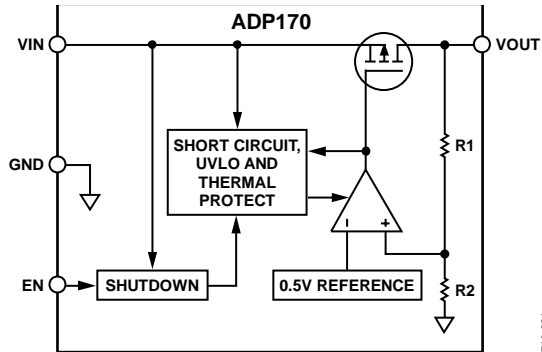 ADP170
VIN
VOUT
SHORT CIRCUIT,
UVLO AND
THERMAL
PROTECT
R1
GND
– +
EN
SHUTDOWN
0.5V REFERENCE
R2